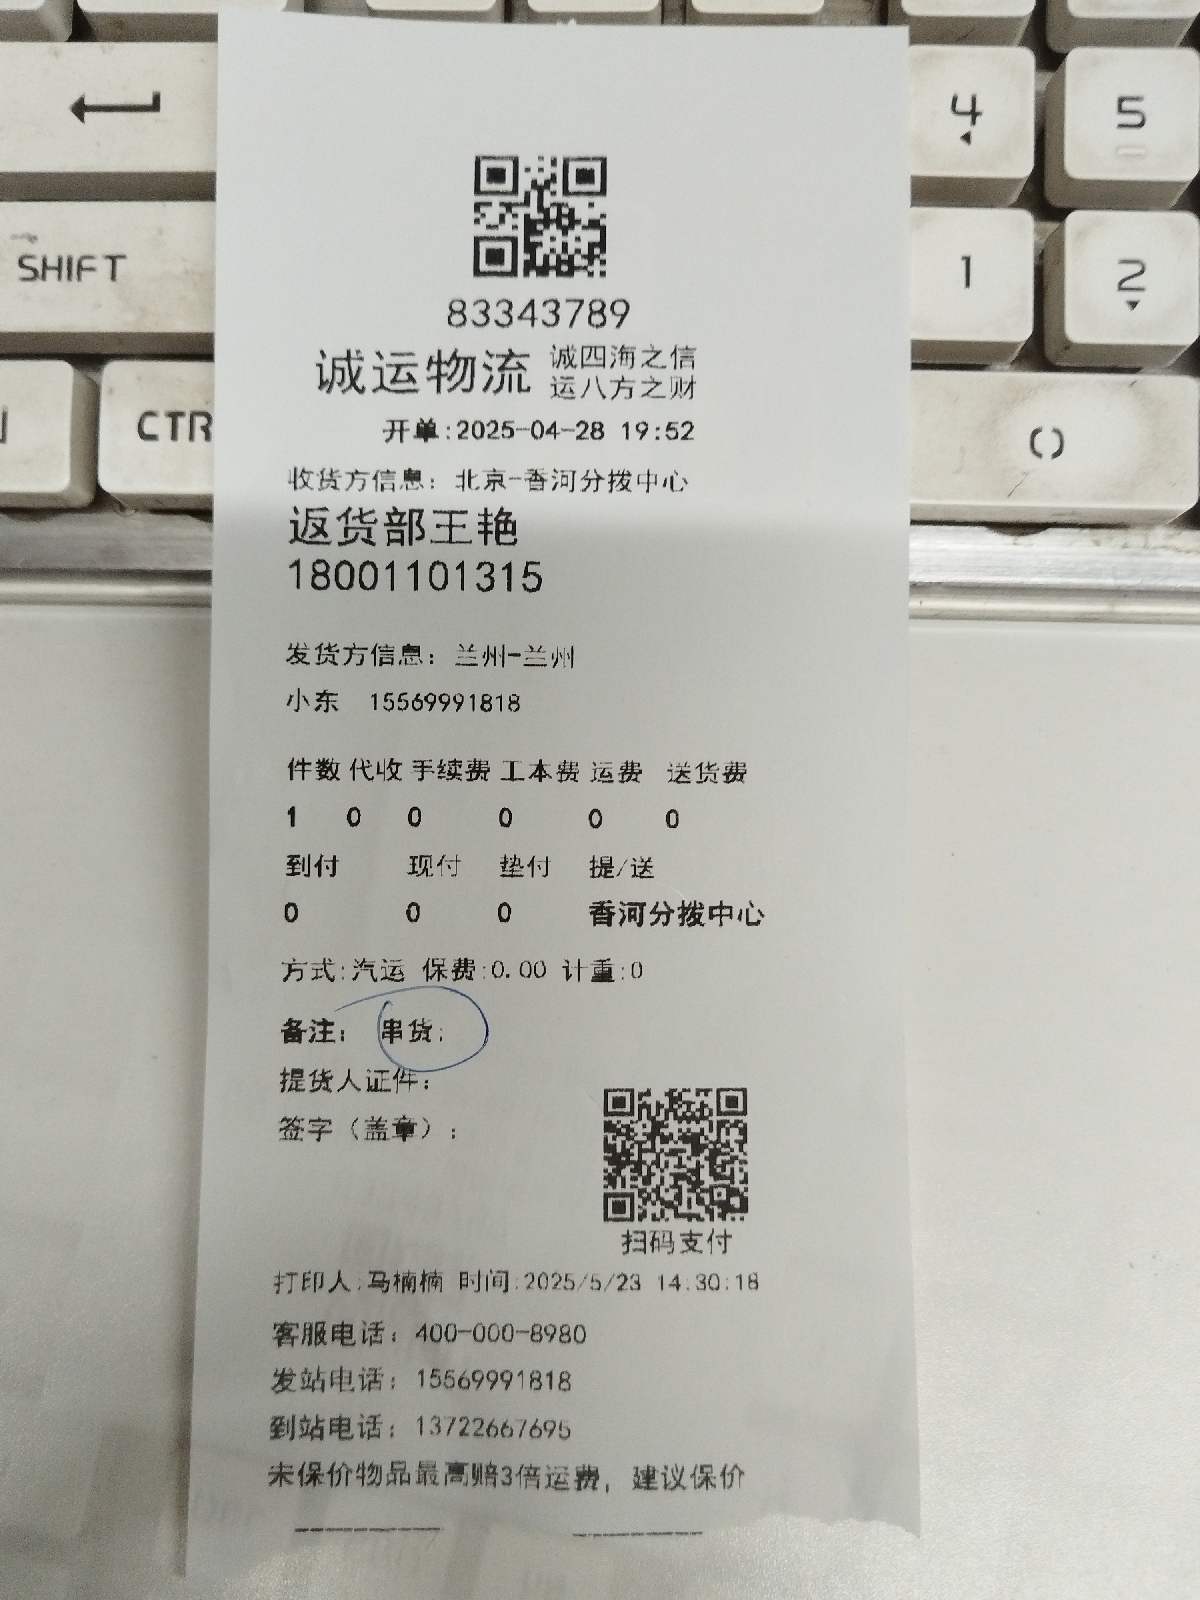 83343789
诚运物流 诚四海之信
运八方之财
开单:2025-04-28 19:52
收货方信息：北京-香河分拨中心
返货部王艳
18001101315
发货方信息：兰州-兰州
小东 15569991818
件数 代收 手续费 工本费 运费 送货费
1 0 0 0 0 0
到付 现付 垫付 提/送
0 0 0 香河分拨中心
方式:汽运 保费:0.00 计重:0
备注： 串货;
提货人证件：
签字（盖章）：
扫码支付
打印人:马楠楠 时间:2025/5/23 14:30:18
客服电话：400-000-8980
发站电话：15569991818
到站电话：13722667695
未保价物品最高赔3倍运费，建议保价
SHIFT
CTR
4
5
1
2
0